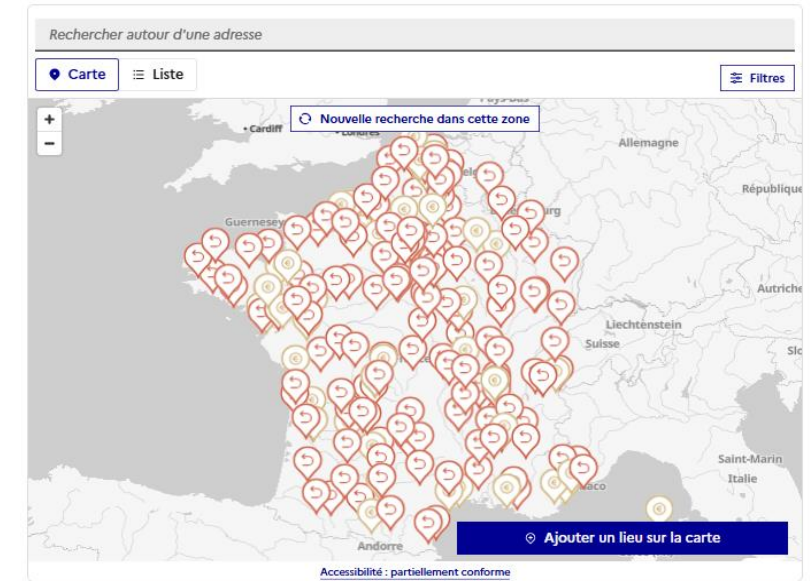 Rechercher autour d'une adresse
Carte
Liste
Filtres
+
−
Nouvelle recherche dans cette zone
Cardiff
Londres
Allemagne
République
Guernesey
Autriche
Liechtenstein
Suisse
Saint-Marin
Italie
Andorre
Ajouter un lieu sur la carte
Accessibilité : partiellement conforme